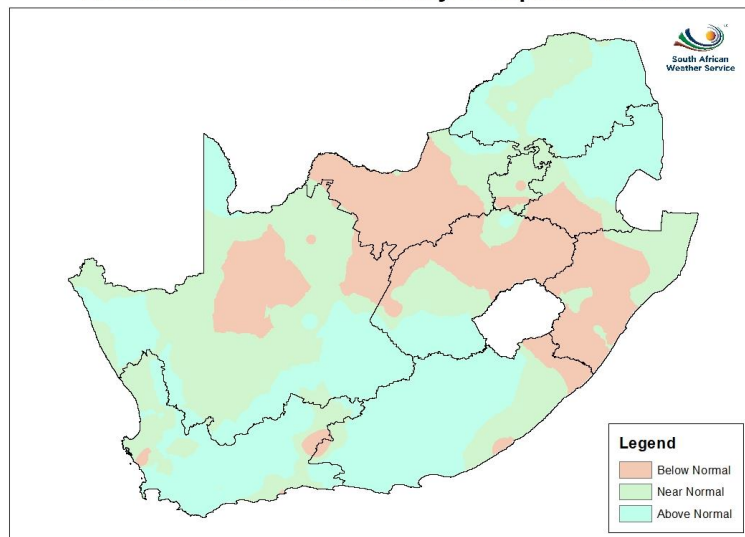 South African
Weather Service
Legend
Below Normal
Near Normal
Above Normal